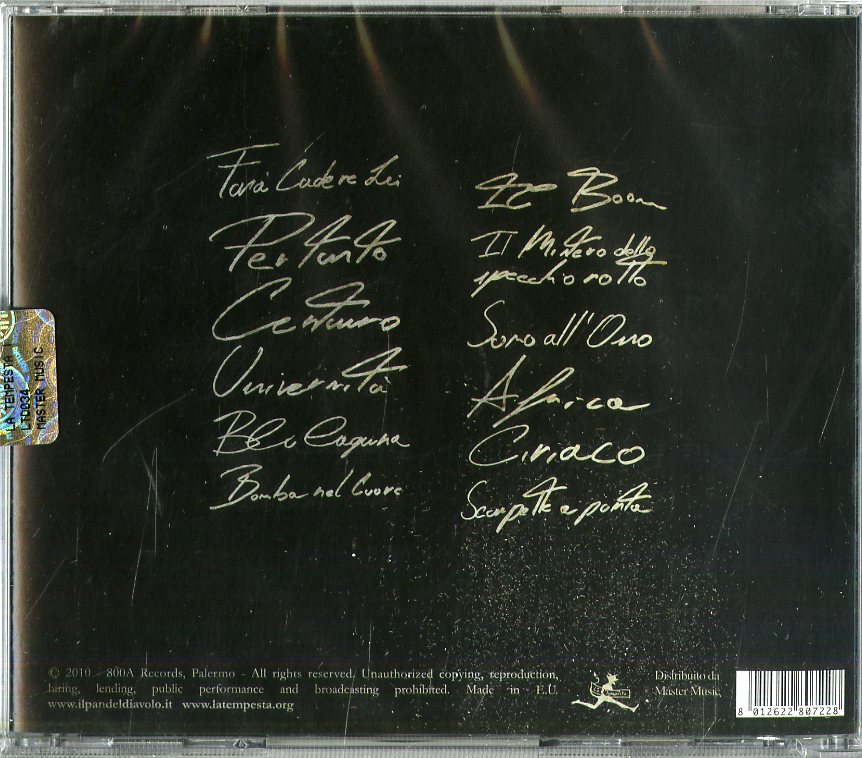 Farà Cadere Lei
Centauro
Università
Blu laguna
Bomba nel Cuore
Il Boom
Il Mistero dello
specchio rotto
Sono all'Osso
Africa
Ciriaco
Scarpette a punta
LA TEMPESTA
LTD034
MASTER MUSIC
© 2010 - 800A Records, Palermo - All rights reserved. Unauthorized copying, reproduction,
hiring, lending, public performance and broadcasting prohibited. Made in E.U.
www.ilpandeldiavolo.it www.latempesta.org
Distribuito da
Master Music,
8 012622 807228